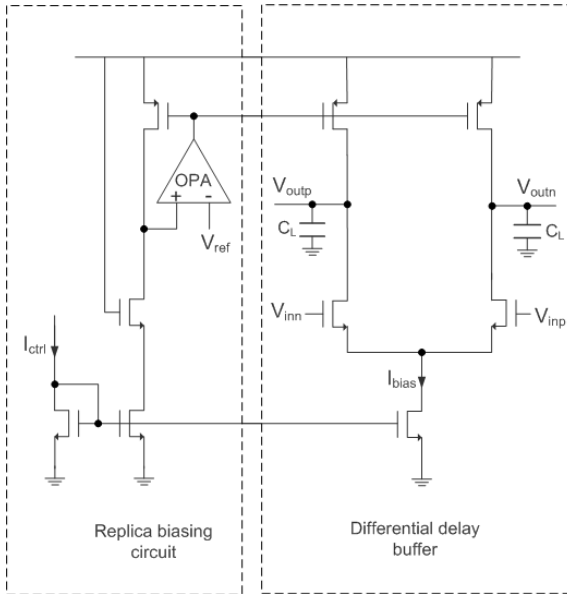 OPA
+ -
V_ref
V_outp
V_outn
C_L
C_L
V_inn
V_inp
I_ctrl
I_bias
Replica biasing
circuit
Differential delay
buffer